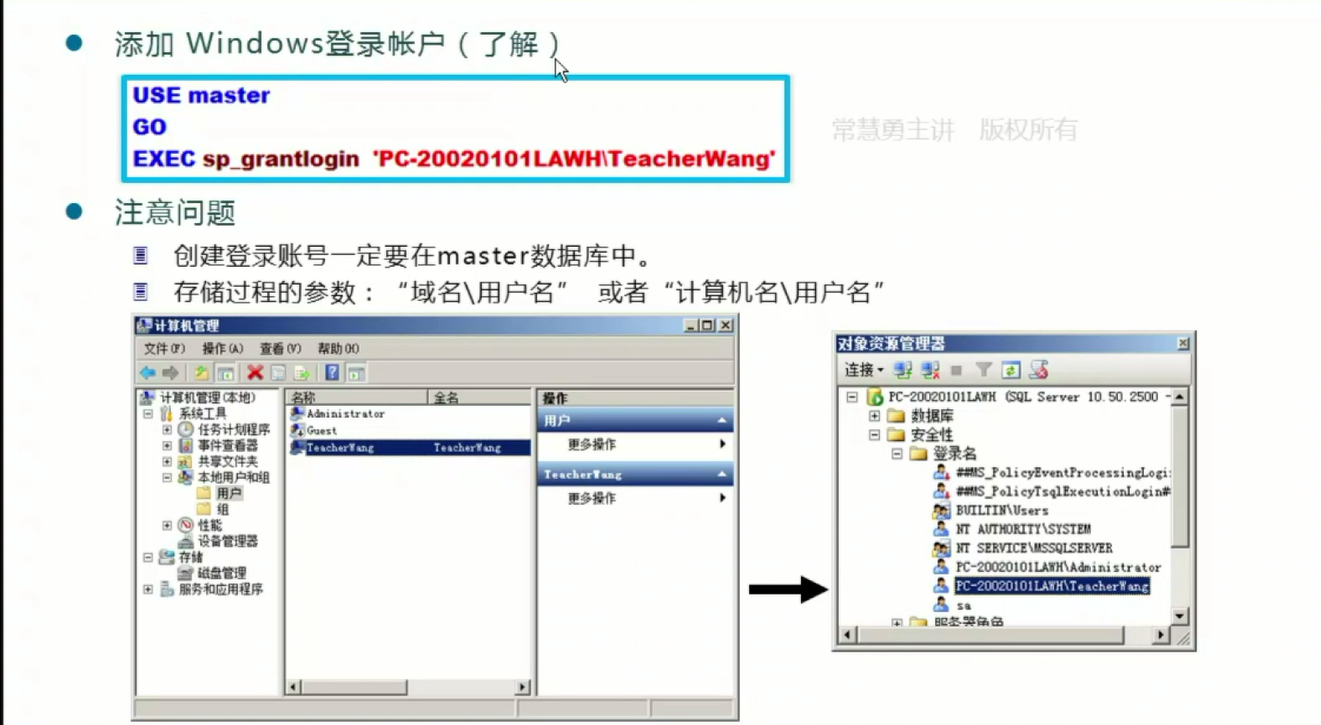 添加 Windows登录帐户（了解）
USE master
GO
EXEC sp_grantlogin 'PC-20020101LAWH\TeacherWang'
常慧勇主讲 版权所有
注意问题
创建登录账号一定要在master数据库中。
存储过程的参数：“域名\用户名” 或者“计算机名\用户名”
计算机管理
文件(F) 操作(A) 查看(V) 帮助(H)
计算机管理(本地)
系统工具
任务计划程序
事件查看器
共享文件夹
本地用户和组
用户
组
性能
设备管理器
存储
磁盘管理
服务和应用程序
名称 全名
Administrator
Guest
TeacherWang TeacherWang
操作
用户
更多操作
TeacherWang
更多操作
对象资源管理器
连接
PC-20020101LAWH (SQL Server 10.50.2500 -
数据库
安全性
登录名
##MS_PolicyEventProcessingLogi
##MS_PolicyTsqlExecutionLogin#
BUILTIN\Users
NT AUTHORITY\SYSTEM
NT SERVICE\MSSQLSERVER
PC-20020101LAWH\Administrator
PC-20020101LAWH\TeacherWang
sa
服务器角色